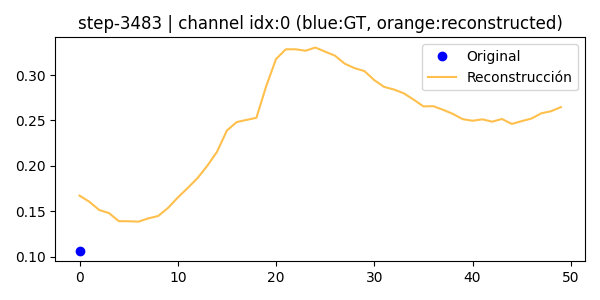 step-3483 | channel idx:0 (blue:GT, orange:reconstructed)
Original
Reconstrucción
0.30
0.25
0.20
0.15
0.10
0 10 20 30 40 50